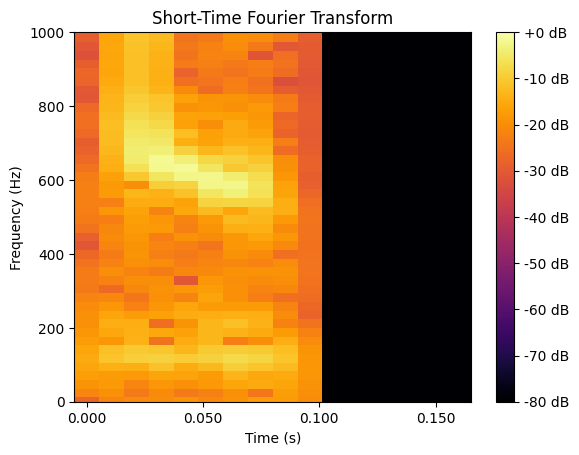 Short-Time Fourier Transform
1000
800
600
400
200
0
Frequency (Hz)
0.000
0.050
0.100
0.150
Time (s)
+0 dB
-10 dB
-20 dB
-30 dB
-40 dB
-50 dB
-60 dB
-70 dB
-80 dB